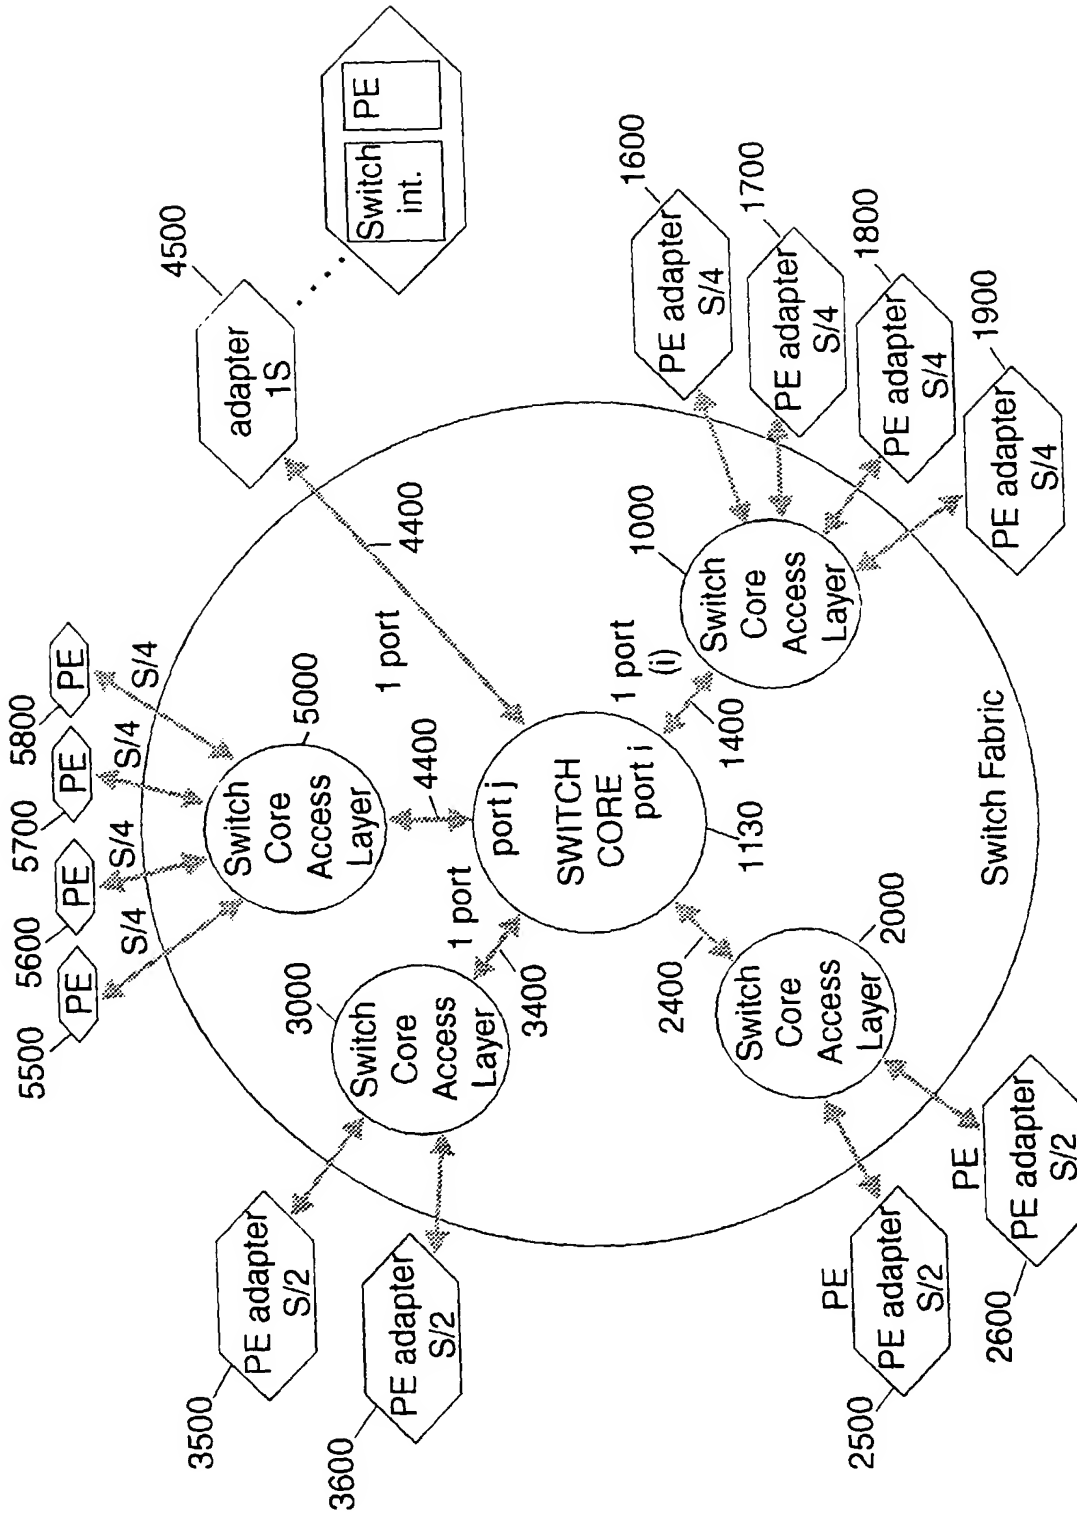 5500
PE
S/4
5600
PE
S/4
5700
PE
S/4
5800
PE
S/4
4500
adapter
1S
Switch
int.
PE
3500
PE adapter
S/2
3600
PE adapter
S/2
3000
Switch
Core
Access
Layer
3400
1 port
Switch
Core
Access
Layer
5000
4400
1 port
4400
port j
SWITCH
CORE
port i
1130
1 port
(i)
1400
1000
Switch
Core
Access
Layer
1600
PE adapter
S/4
1700
PE adapter
S/4
1800
PE adapter
S/4
1900
PE adapter
S/4
2400
2000
Switch
Core
Access
Layer
PE
PE adapter
S/2
2500
PE
PE adapter
S/2
2600
Switch Fabric